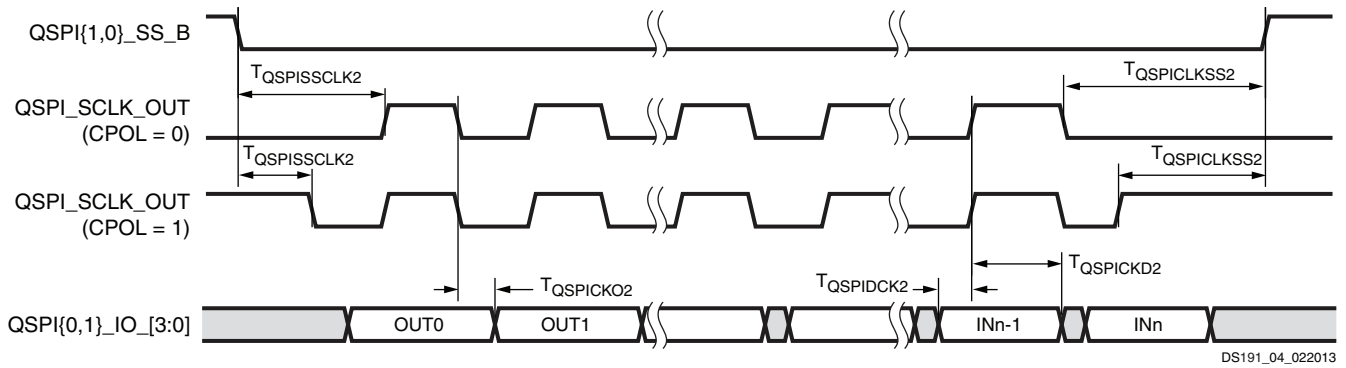 QSPI{1,0}_SS_B
TQSPISSCLK2
TQSPICLKSS2
QSPI_SCLK_OUT
(CPOL = 0)
TQSPISSCLK2
TQSPICLKSS2
QSPI_SCLK_OUT
(CPOL = 1)
TQSPICKO2
TQSPIDCK2
TQSPICKD2
QSPI{0,1}_IO_[3:0]
OUT0
OUT1
INn-1
INn
DS191_04_022013